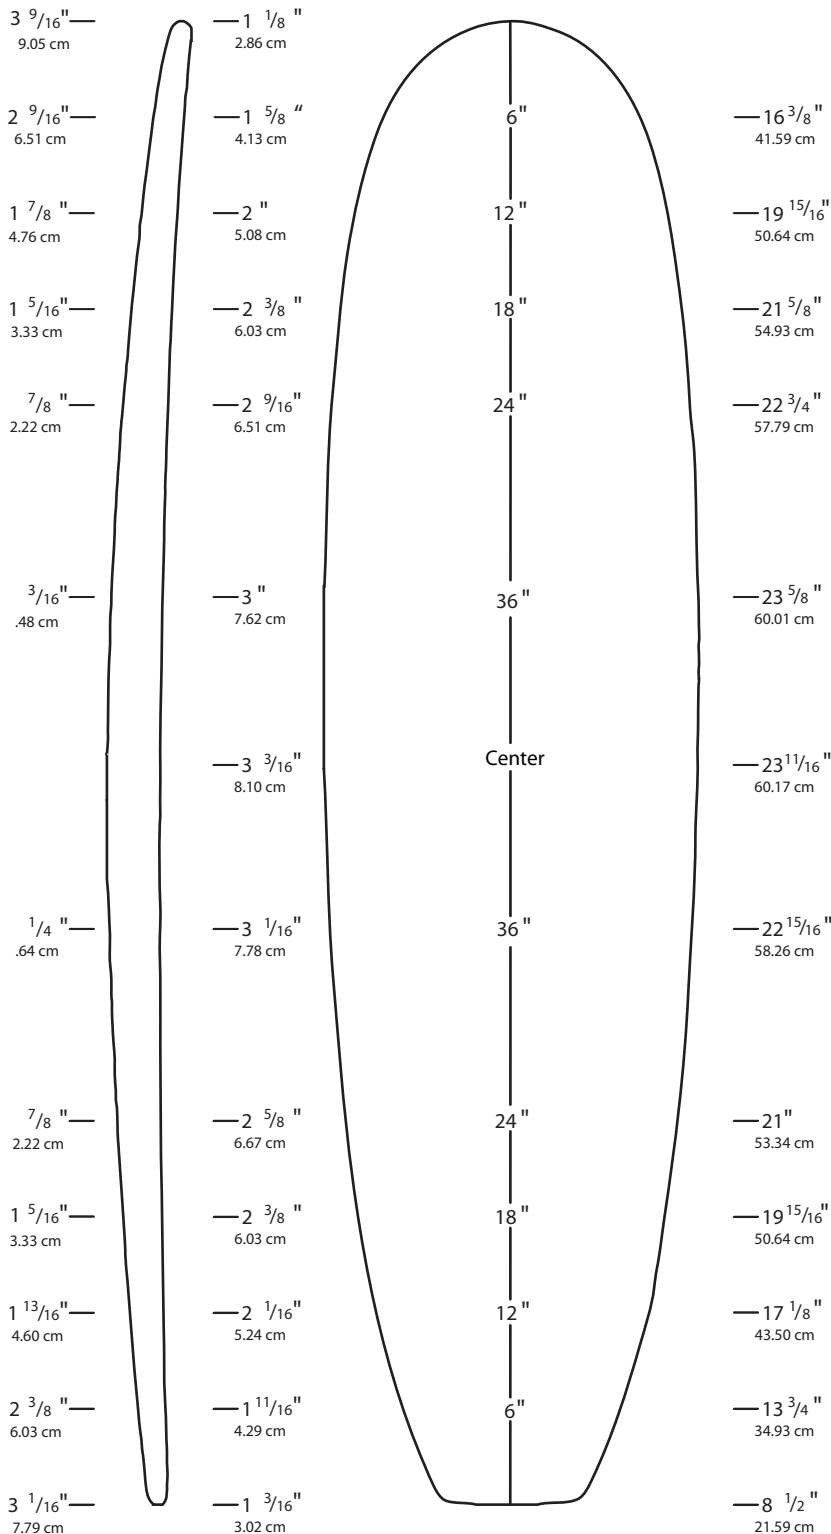 3 9/16" 1 1/8 "
9.05 cm 2.86 cm
2 9/16" 1 5/8 “ 6" 16 3/8 "
6.51 cm 4.13 cm 41.59 cm
1 7/8 " 2 " 12 " 19 15/16"
4.76 cm 5.08 cm 50.64 cm
1 5/16" 2 3/8 " 18 " 21 5/8 "
3.33 cm 6.03 cm 54.93 cm
7/8 " 2 9/16" 24 " 22 3/4 "
2.22 cm 6.51 cm 57.79 cm
3/16" 3 " 36 " 23 5/8 "
.48 cm 7.62 cm 60.01 cm
3 3/16" Center 23 11/16 "
8.10 cm 60.17 cm
1/4 " 3 1/16" 36 " 22 15/16 "
.64 cm 7.78 cm 58.26 cm
7/8 " 2 5/8 " 24 " 21"
2.22 cm 6.67 cm 53.34 cm
1 5/16" 2 3/8 " 18 " 19 15/16"
3.33 cm 6.03 cm 50.64 cm
1 13/16" 2 1/16" 12 " 17 1/8 "
4.60 cm 5.24 cm 43.50 cm
2 3/8 " 1 11/16" 6" 13 3/4 "
6.03 cm 4.29 cm 34.93 cm
3 1/16" 1 3/16" 8 1/2 "
7.79 cm 3.02 cm 21.59 cm